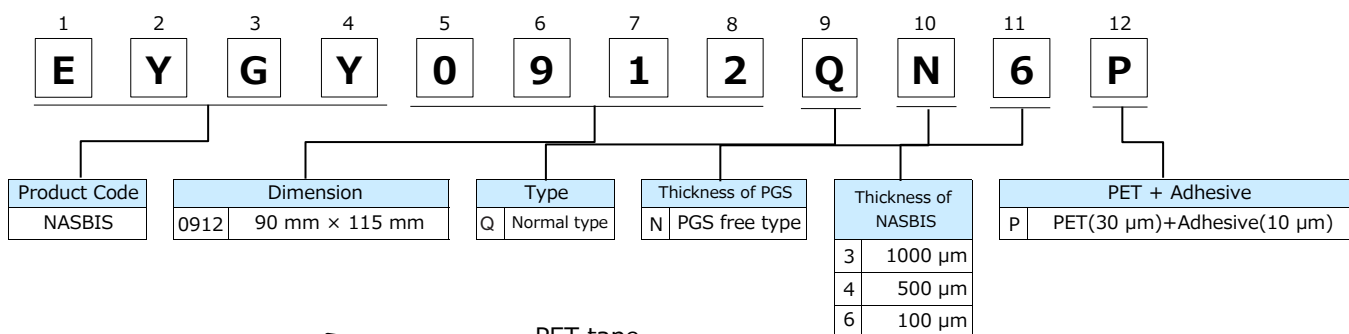 1 2 3 4 5 6 7 8 9 10 11 12
E Y G Y 0 9 1 2 Q N 6 P
Product Code
NASBIS
Dimension
0912 90 mm × 115 mm
Type
Q Normal type
Thickness of PGS
N PGS free type
Thickness of
NASBIS
3 1000 µm
4 500 µm
6 100 µm
PET + Adhesive
P PET(30 µm)+Adhesive(10 µm)
PET tape